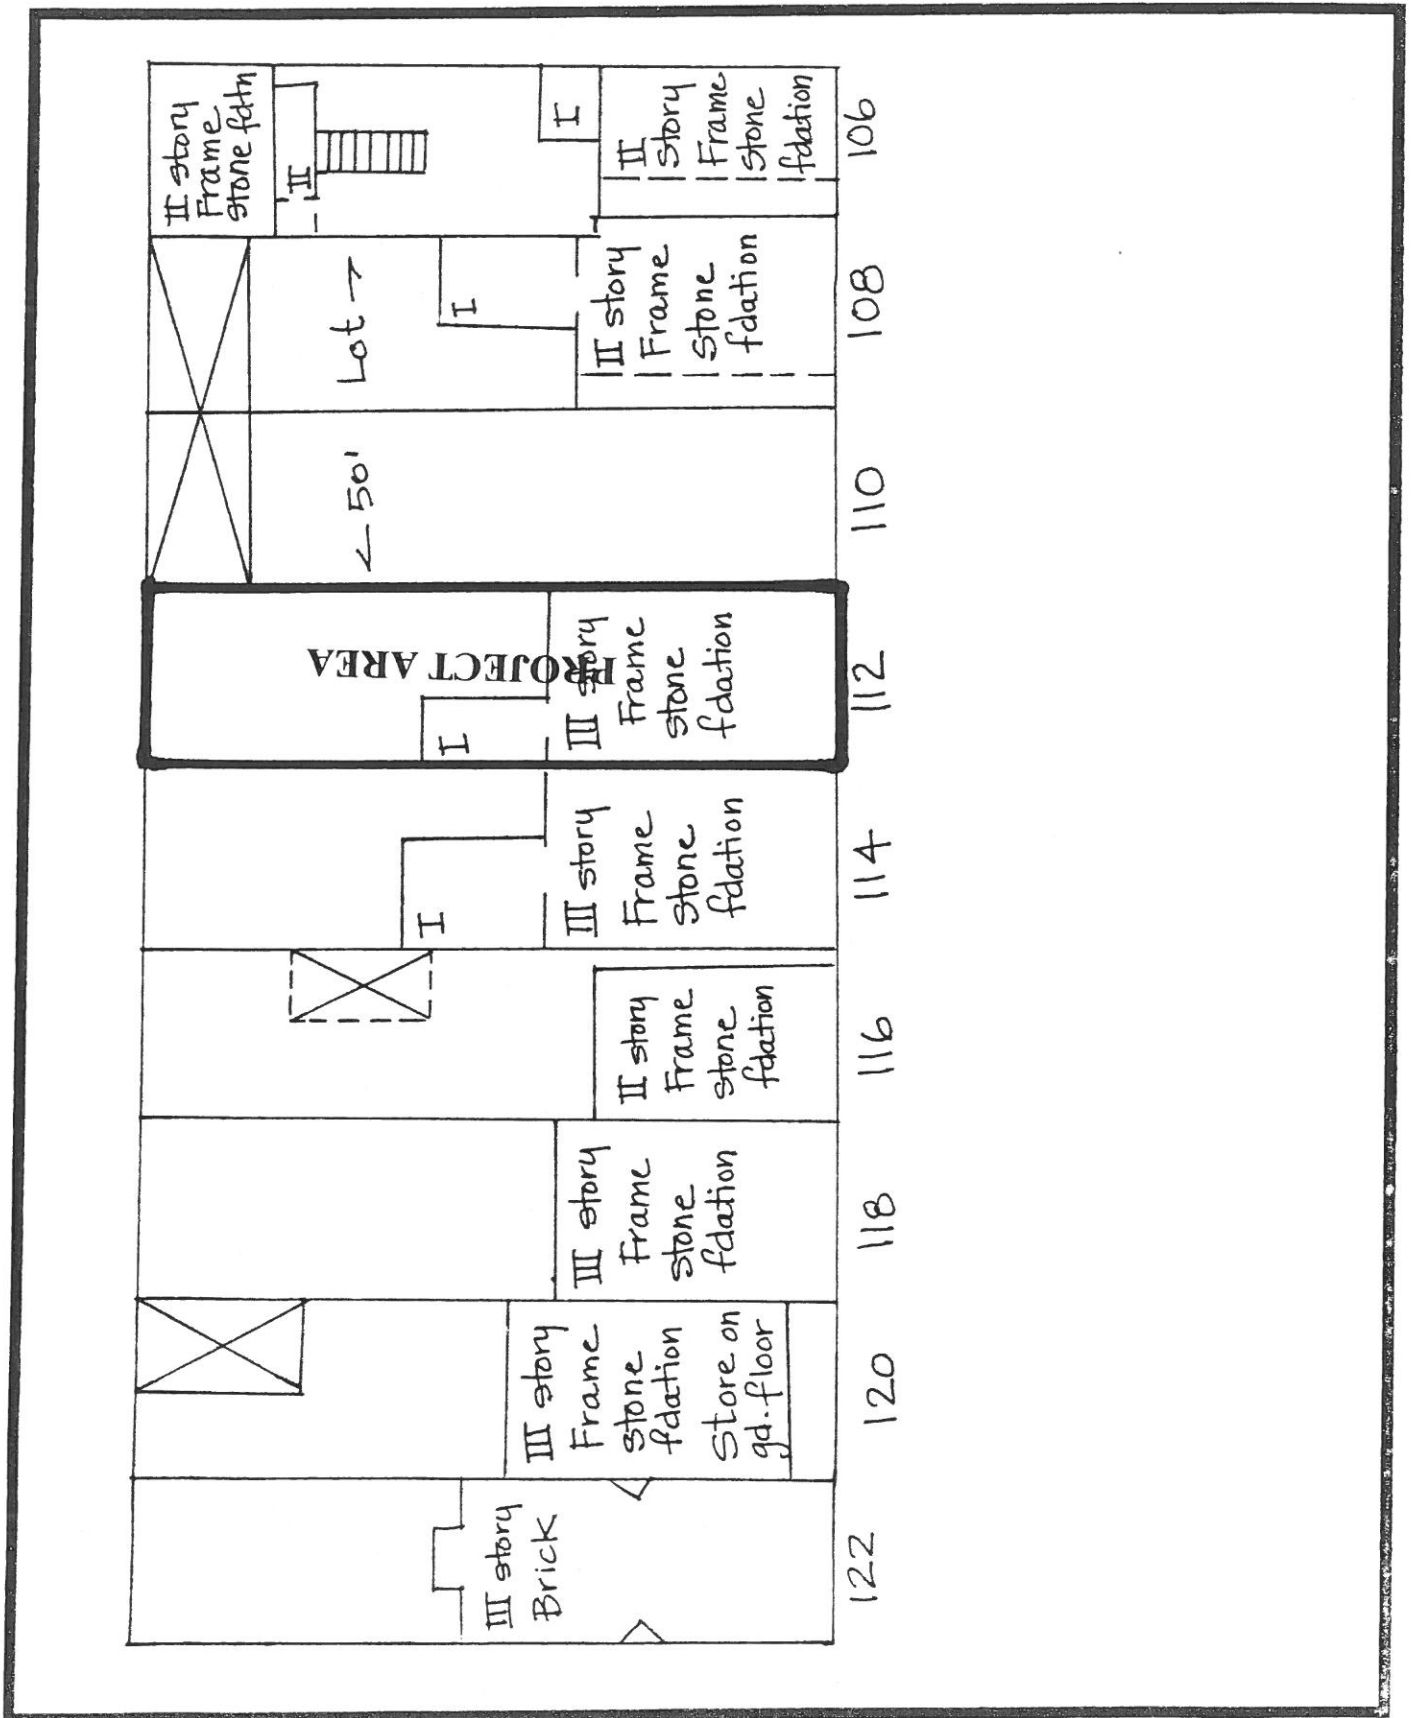 II story
Frame
stone fdtn
II
I
II
story
Frame
stone
fdation
106
Lot →
I
II story
Frame
stone
fdation
108
← 50'
110
PROJECT AREA
I
III story
Frame
stone
fdation
112
I
III story
Frame
stone
fdation
114
II story
Frame
stone
fdation
116
III story
Frame
stone
fdation
118
III story
Frame
stone
fdation
Store on
gd. floor
120
III story
Brick
122